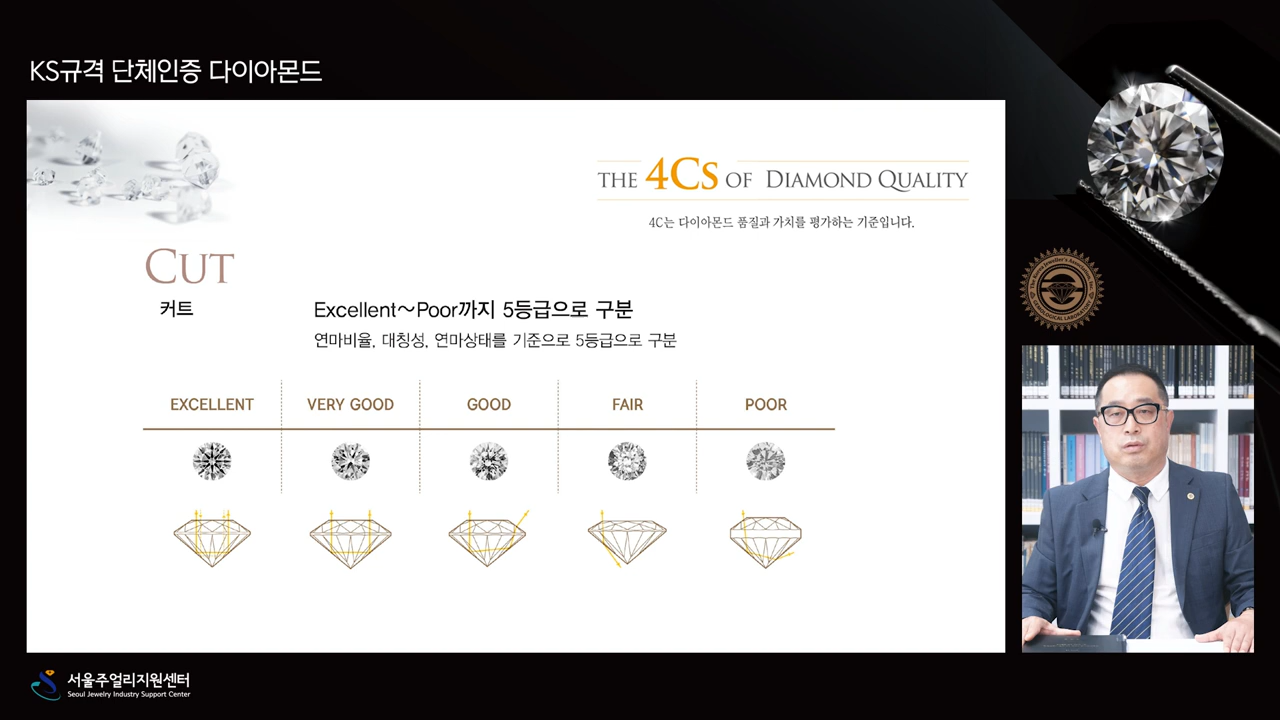 KS규격 단체인증 다이아몬드
THE 4Cs OF DIAMOND QUALITY
4C는 다이아몬드 품질과 가치를 평가하는 기준입니다.
CUT
커트
Excellent~Poor까지 5등급으로 구분
연마비율, 대칭성, 연마상태를 기준으로 5등급으로 구분
EXCELLENT
VERY GOOD
GOOD
FAIR
POOR
GEMOLOGICAL LABORATORY
서울주얼리지원센터
Seoul Jewelry Industry Support Center